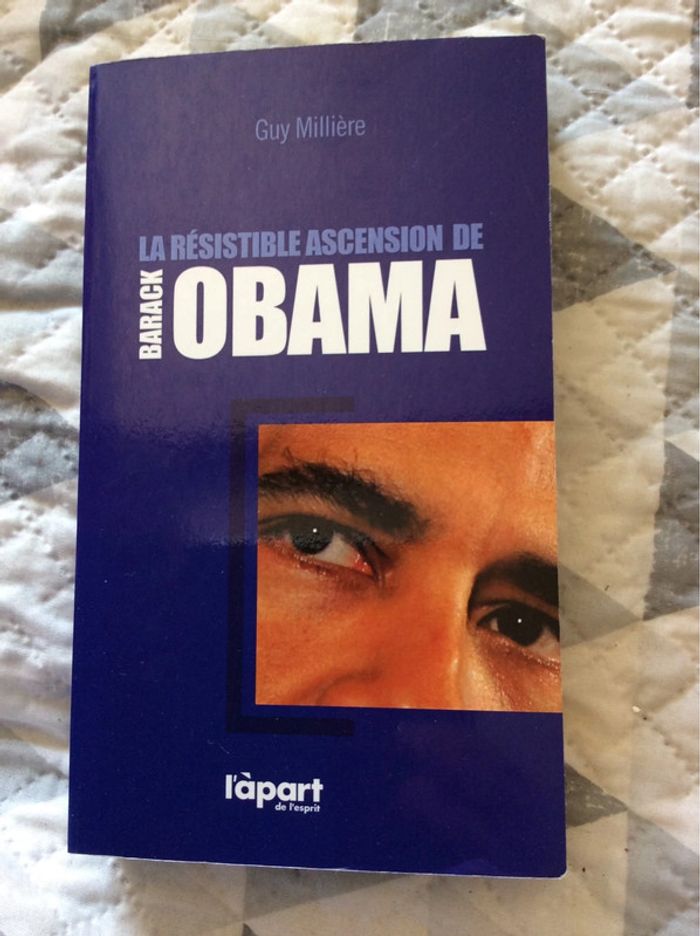 Guy Millière
LA RÉSISTIBLE ASCENSION DE
BARACK
OBAMA
l'àpart
de l'esprit